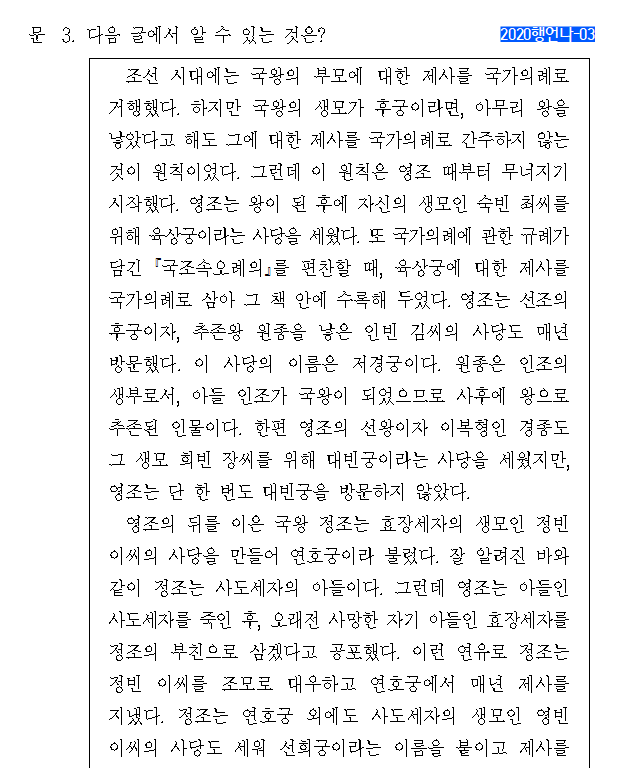 문 3. 다음 글에서 알 수 있는 것은?
2020행언나-03
조선 시대에는 국왕의 부모에 대한 제사를 국가의례로
거행했다. 하지만 국왕의 생모가 후궁이라면, 아무리 왕을
낳았다고 해도 그에 대한 제사를 국가의례로 간주하지 않는
것이 원칙이었다. 그런데 이 원칙은 영조 때부터 무너지기
시작했다. 영조는 왕이 된 후에 자신의 생모인 숙빈 최씨를
위해 육상궁이라는 사당을 세웠다. 또 국가의례에 관한 규례가
담긴 『국조속오례의』를 편찬할 때, 육상궁에 대한 제사를
국가의례로 삼아 그 책 안에 수록해 두었다. 영조는 선조의
후궁이자, 추존왕 원종을 낳은 인빈 김씨의 사당도 매년
방문했다. 이 사당의 이름은 저경궁이다. 원종은 인조의
생부로서, 아들 인조가 국왕이 되었으므로 사후에 왕으로
추존된 인물이다. 한편 영조의 선왕이자 이복형인 경종도
그 생모 희빈 장씨를 위해 대빈궁이라는 사당을 세웠지만,
영조는 단 한 번도 대빈궁을 방문하지 않았다.
영조의 뒤를 이은 국왕 정조는 효장세자의 생모인 정빈
이씨의 사당을 만들어 연호궁이라 불렀다. 잘 알려진 바와
같이 정조는 사도세자의 아들이다. 그런데 영조는 아들인
사도세자를 죽인 후, 오래전 사망한 자기 아들인 효장세자를
정조의 부친으로 삼겠다고 공포했다. 이런 연유로 정조는
정빈 이씨를 조모로 대우하고 연호궁에서 매년 제사를
지냈다. 정조는 연호궁 외에도 사도세자의 생모인 영빈
이씨의 사당도 세워 선희궁이라는 이름을 붙이고 제사를